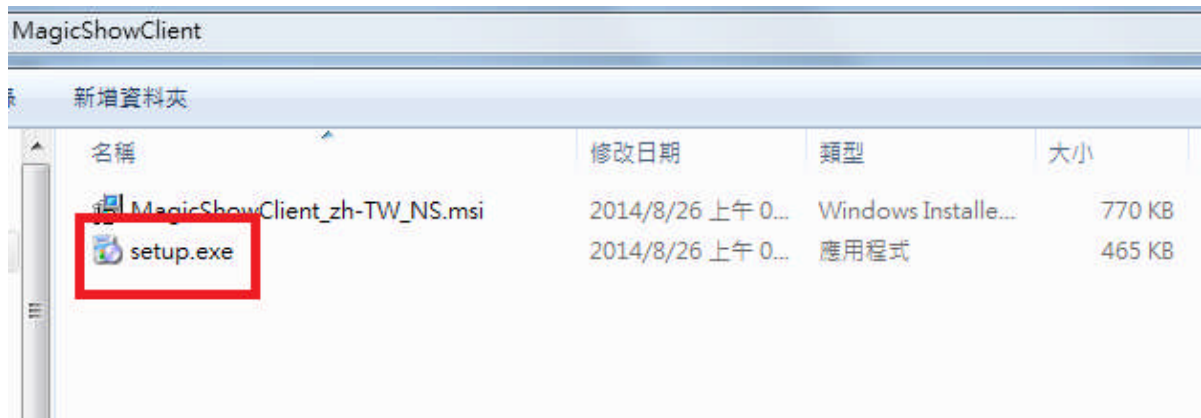 MagicShowClient
新增資料夾
名稱 修改日期 類型 大小
MagicShowClient_zh-TW_NS.msi 2014/8/26 上午 0... Windows Installe... 770 KB
setup.exe 2014/8/26 上午 0... 應用程式 465 KB